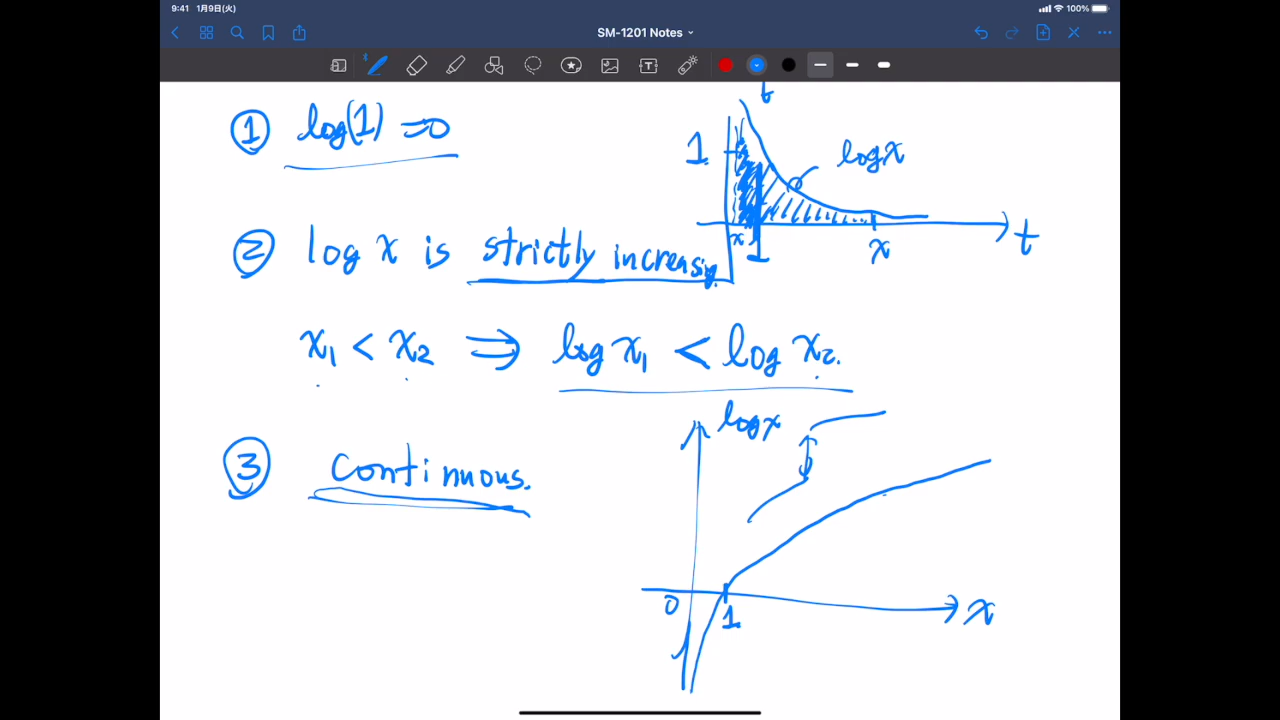 9:41 1月9日(火) 100%
SM-1201 Notes
① log(1) = 0
t
1
log x
x 1 x t
② log x is strictly increasing.
x₁ < x₂ ⇒ log x₁ < log x₂.
③ Continuous.
log x
0 1 x